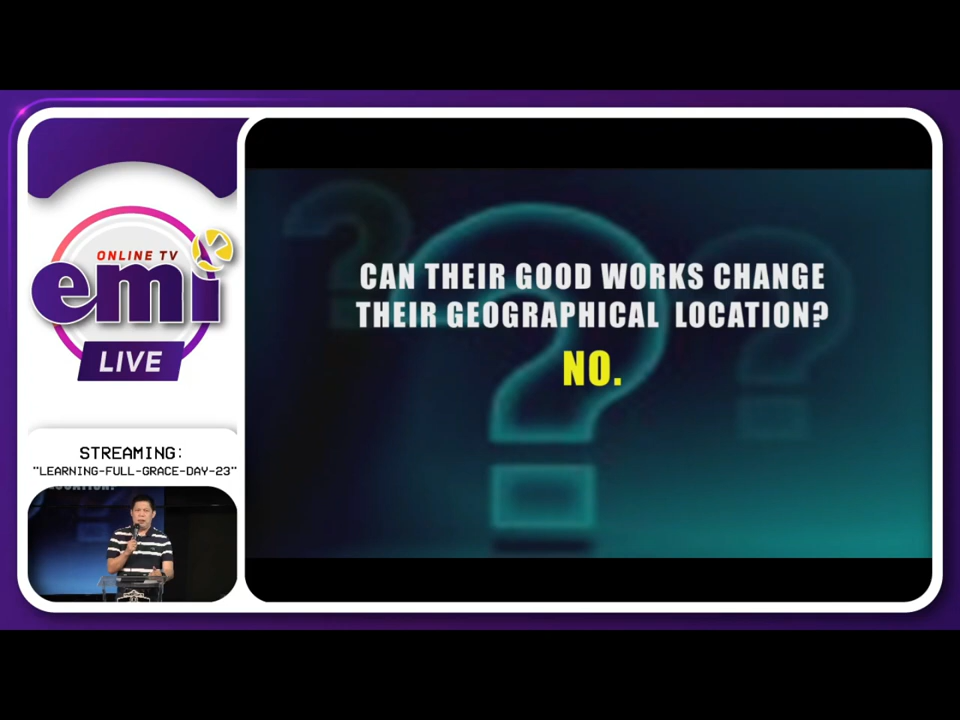 ONLINE TV
emi
LIVE
STREAMING:
"LEARNING-FULL-GRACE-DAY-23"
CAN THEIR GOOD WORKS CHANGE
THEIR GEOGRAPHICAL LOCATION?
NO.